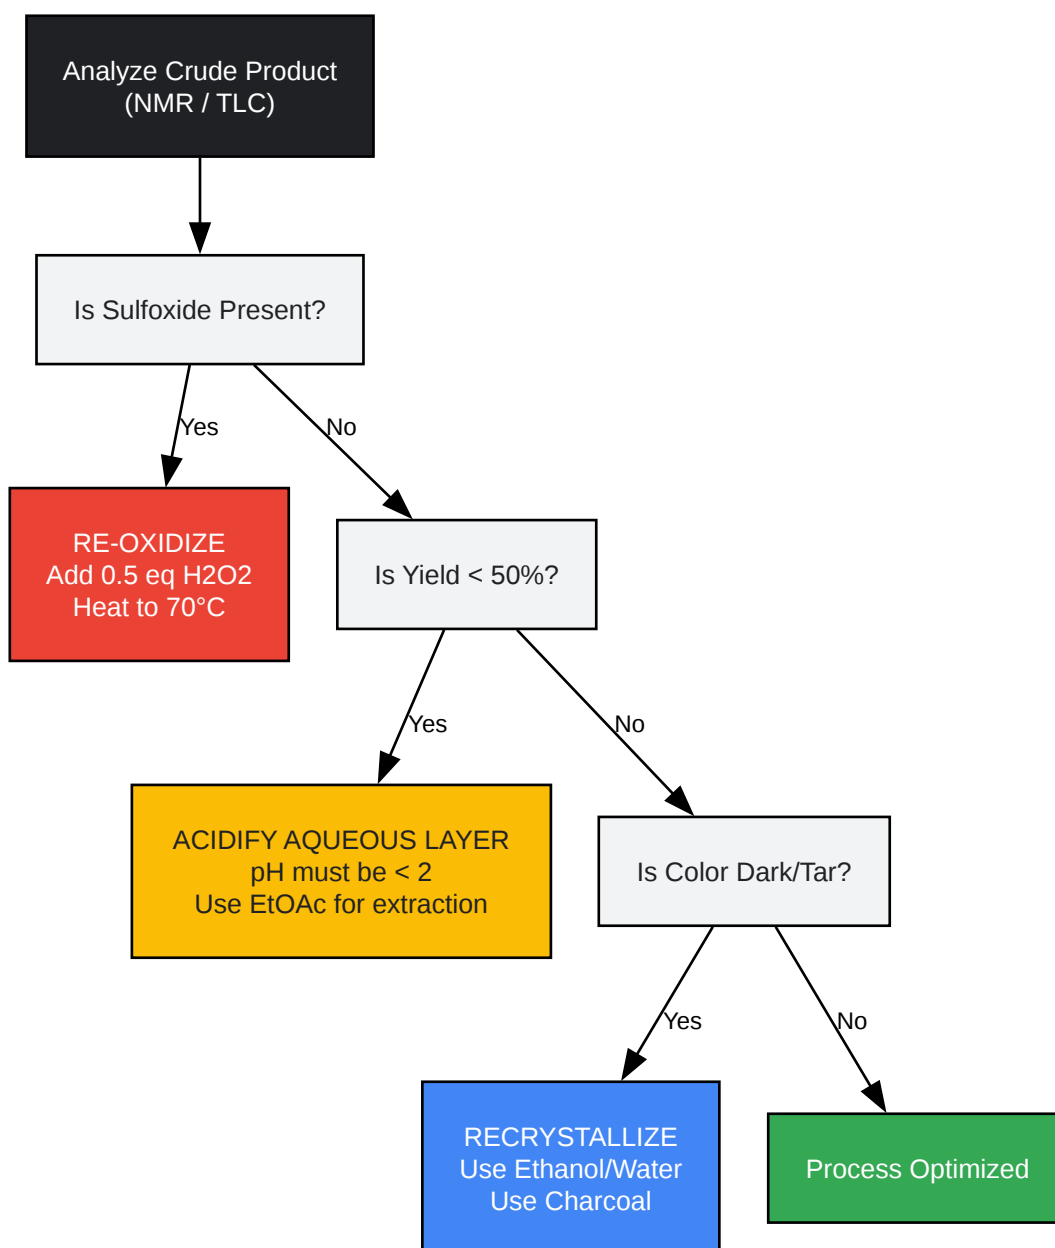 Analyze Crude Product
(NMR / TLC)
Is Sulfoxide Present?
Yes
No
RE-OXIDIZE
Add 0.5 eq H2O2
Heat to 70°C
Is Yield < 50%?
Yes
No
ACIDIFY AQUEOUS LAYER
pH must be < 2
Use EtOAc for extraction
Is Color Dark/Tar?
Yes
No
RECRYSTALLIZE
Use Ethanol/Water
Use Charcoal
Process Optimized